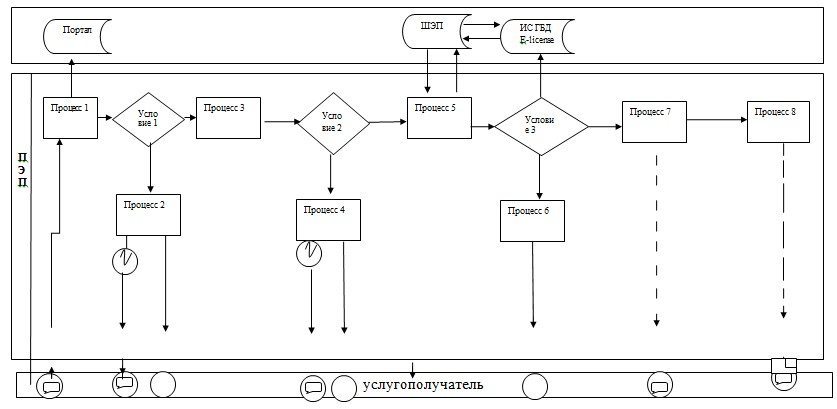 Портал
ШЭП
ИС ГБД
E-license
Процесс 1
Усло
вие 1
Процесс 3
Усло
вие 2
Процесс 5
Услови
е 3
Процесс 7
Процесс 8
П
Э
П
Процесс 2
Процесс 4
Процесс 6
услугополучатель